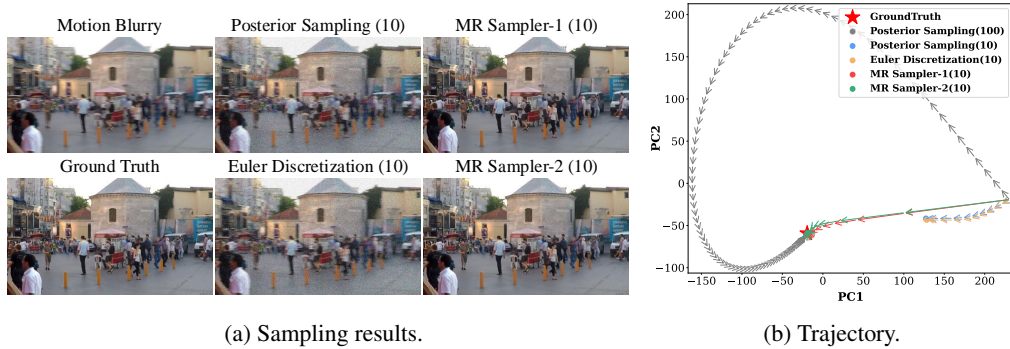 Motion Blurry
Posterior Sampling (10)
MR Sampler-1 (10)
Ground Truth
Euler Discretization (10)
MR Sampler-2 (10)
(a) Sampling results.
200
150
100
50
0
−50
−100
PC2
−150
−100
−50
0
50
100
150
200
PC1
GroundTruth
Posterior Sampling(100)
Posterior Sampling(10)
Euler Discretization(10)
MR Sampler-1(10)
MR Sampler-2(10)
(b) Trajectory.